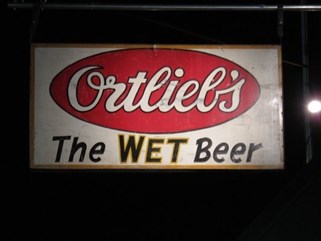 Ortlieb's
The WET Beer